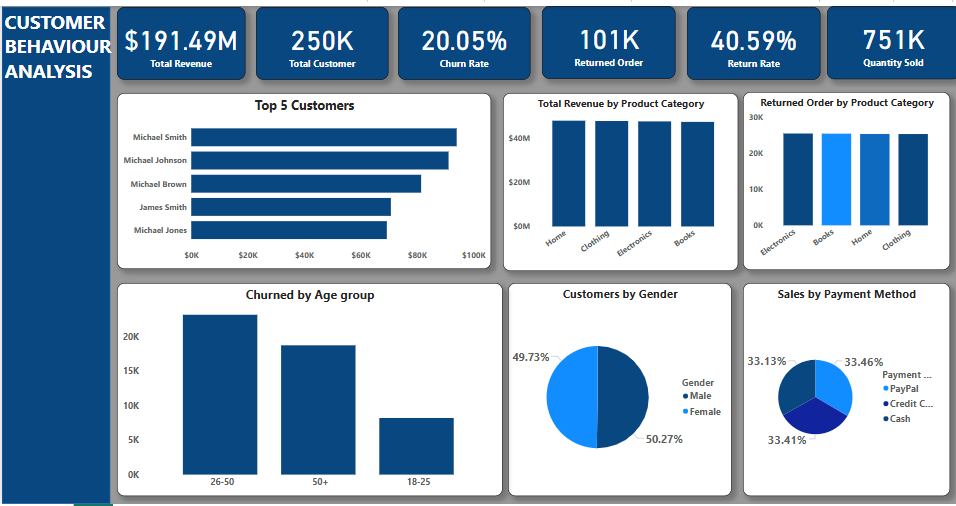 CUSTOMER
BEHAVIOUR
ANALYSIS
$191.49M
Total Revenue
250K
Total Customer
20.05%
Churn Rate
101K
Returned Order
40.59%
Return Rate
751K
Quantity Sold
Top 5 Customers
Michael Smith
Michael Johnson
Michael Brown
James Smith
Michael Jones
$0K $20K $40K $60K $80K $100K
Total Revenue by Product Category
$40M
$20M
$0M
Home Clothing Electronics Books
Returned Order by Product Category
30K
20K
10K
0K
Electronics Books Home Clothing
Churned by Age group
20K
15K
10K
5K
0K
26-50 50+ 18-25
Customers by Gender
49.73%
50.27%
Gender
Male
Female
Sales by Payment Method
33.13%
33.46%
33.41%
Payment ...
PayPal
Credit C...
Cash